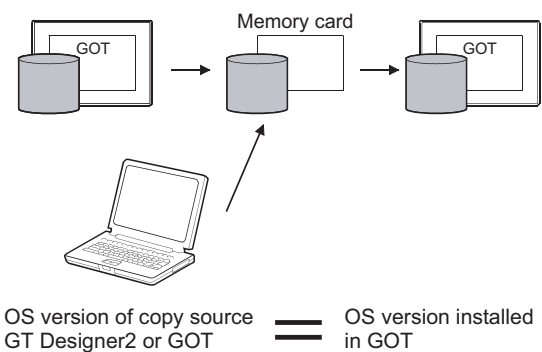 Memory card
GOT
GOT
OS version of copy source
GT Designer2 or GOT
OS version installed
in GOT